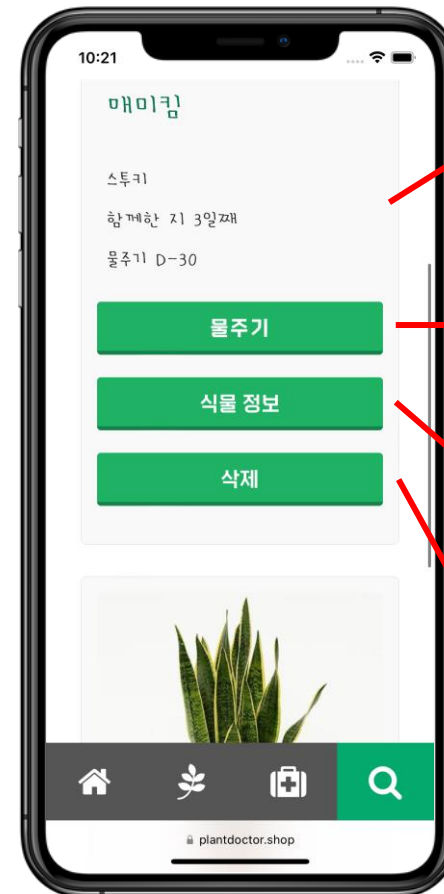 10:21
매미킴
스투키
함께한 지 3일째
물주기 D-30
물주기
식물 정보
삭제
plantdoctor.shop